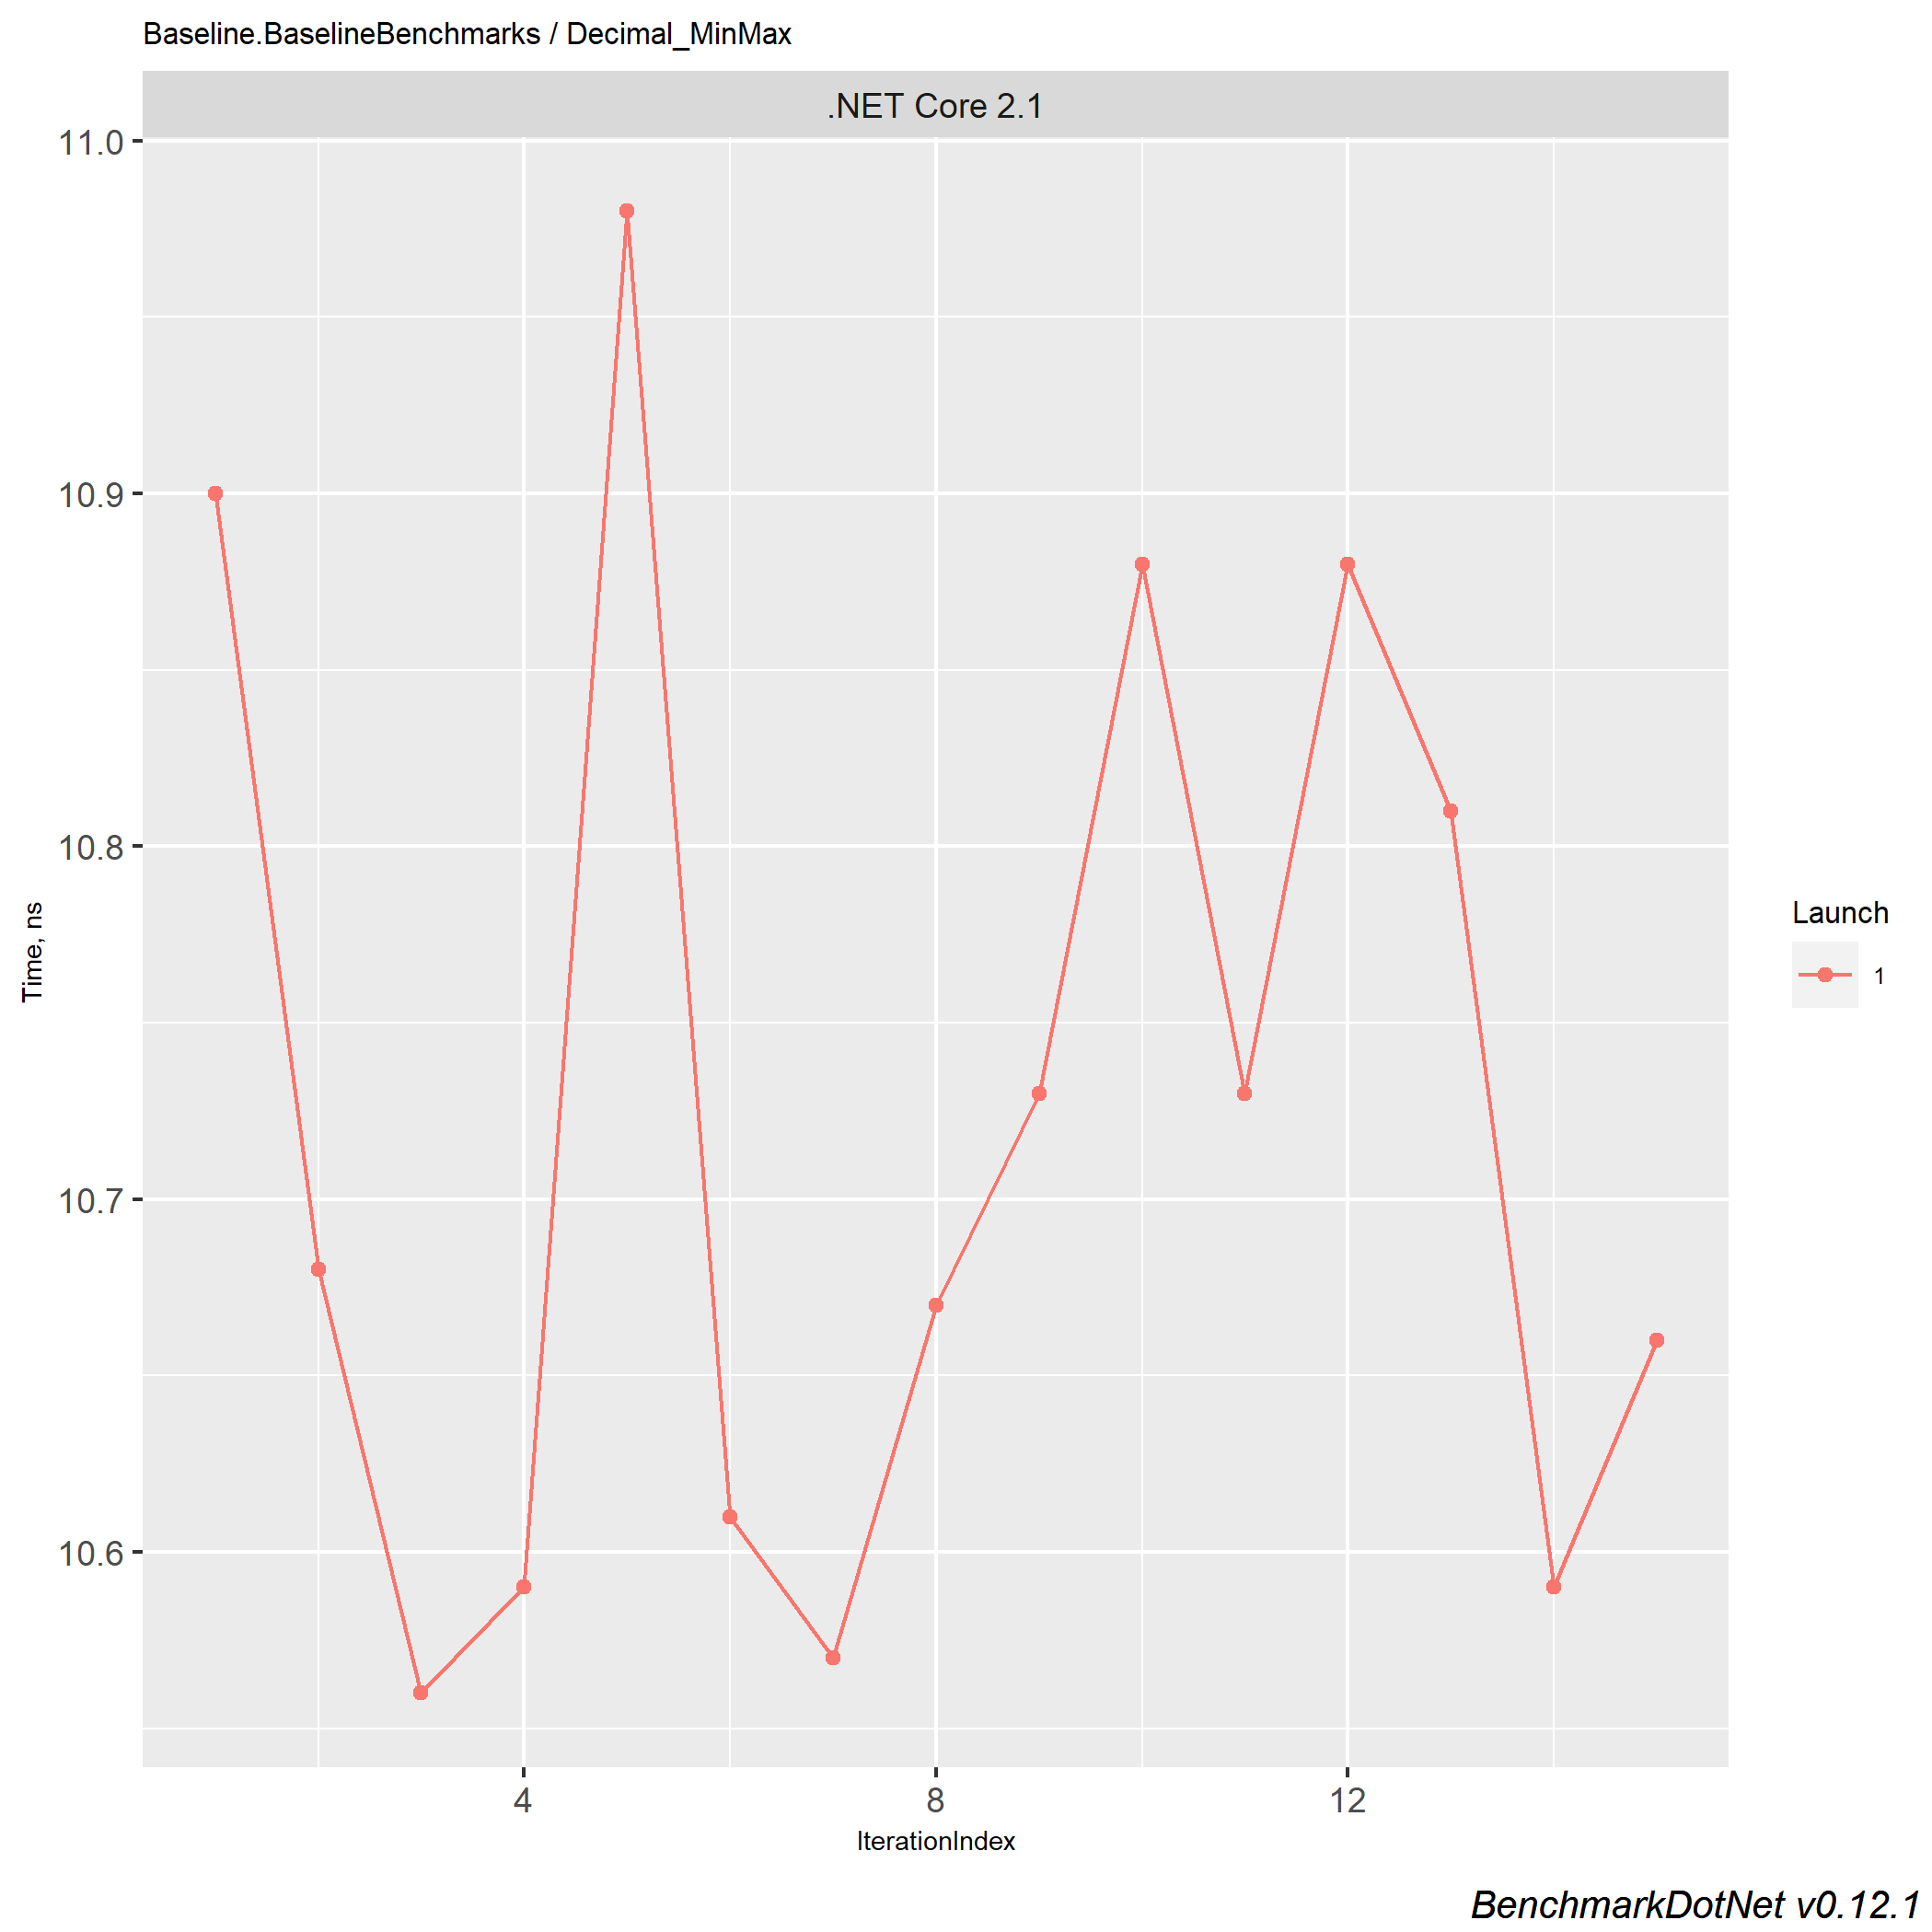 Baseline.BaselineBenchmarks / Decimal_MinMax
.NET Core 2.1
11.0
10.9
10.8
10.7
10.6
Time, ns
4 8 12
IterationIndex
Launch
1
BenchmarkDotNet v0.12.1